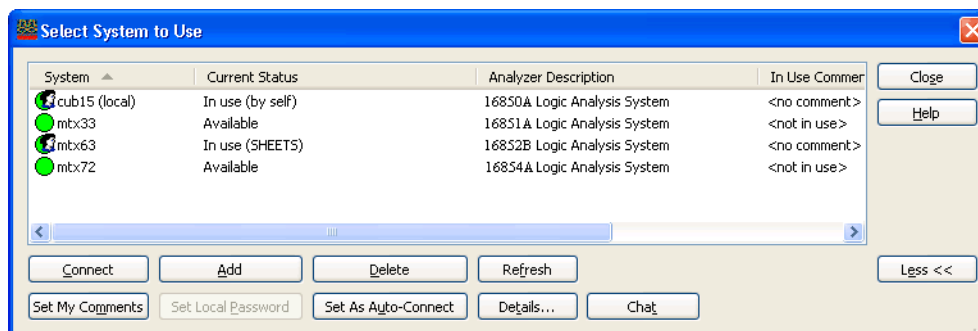 Select System to Use
System Current Status Analyzer Description In Use Commer
cub15 (local) In use (by self) 16850A Logic Analysis System <no comment>
mtx33 Available 16851A Logic Analysis System <not in use>
mtx63 In use (SHEETS) 16852B Logic Analysis System <no comment>
mtx72 Available 16854A Logic Analysis System <not in use>
Close
Help
Connect Add Delete Refresh Less <<
Set My Comments Set Local Password Set As Auto-Connect Details... Chat